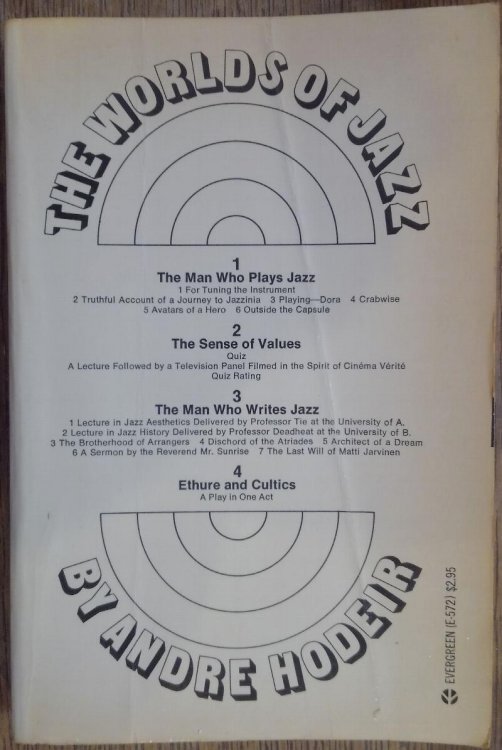 THE WORLDS OF JAZZ
1
The Man Who Plays Jazz
1 For Tuning the Instrument
2 Truthful Account of a Journey to Jazzinia 3 Playing—Dora 4 Crabwise
5 Avatars of a Hero 6 Outside the Capsule
2
The Sense of Values
Quiz
A Lecture Followed by a Television Panel Filmed in the Spirit of Cinéma Vérité
Quiz Rating
3
The Man Who Writes Jazz
1 Lecture in Jazz Aesthetics Delivered by Professor Tie at the University of A.
2 Lecture in Jazz History Delivered by Professor Deadheat at the University of B.
3 The Brotherhood of Arrangers 4 Dischord of the Atriades 5 Architect of a Dream
6 A Sermon by the Reverend Mr. Sunrise 7 The Last Will of Matti Jarvinen
4
Ethure and Cultics
A Play in One Act
BY ANDRE HODEIR
EVERGREEN (E-572) $2.95